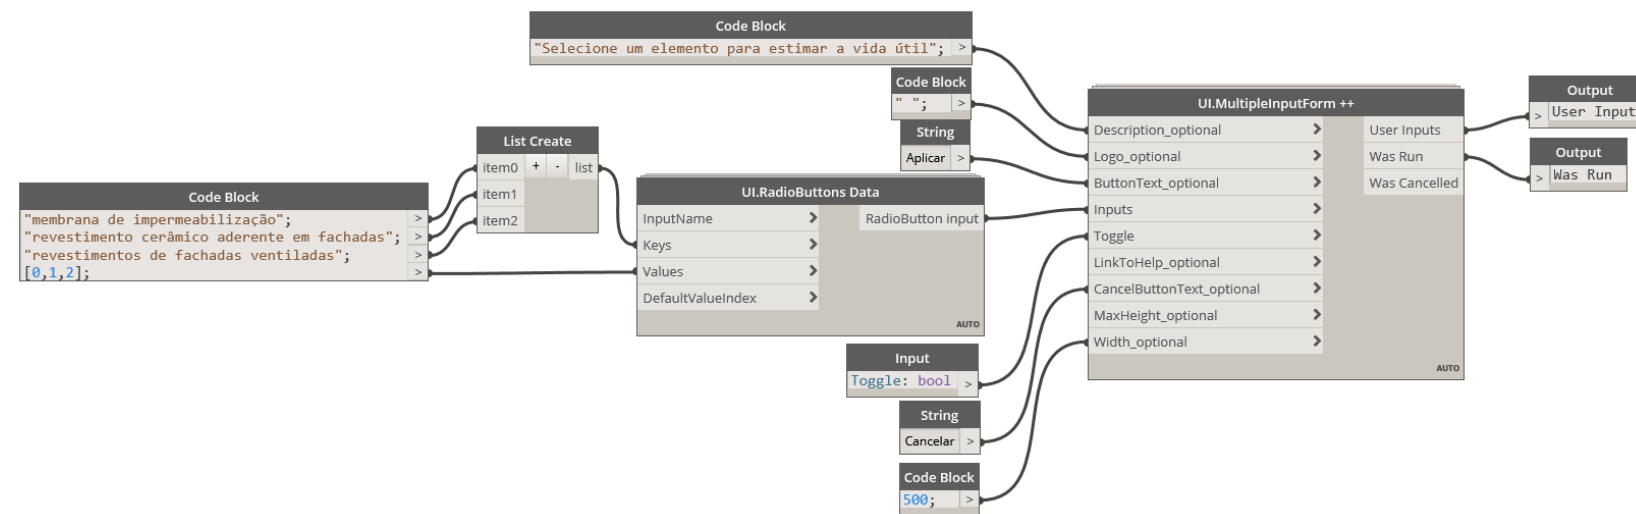 Code Block
"Selecione um elemento para estimar a vida útil"; >
Code Block
" "; >
String
Aplicar >
List Create
item0 + - list
item1
item2
Code Block
"membrana de impermeabilização"; >
"revestimento cerâmico aderente em fachadas"; >
"revestimentos de fachadas ventiladas"; >
[0,1,2]; >
UI.RadioButtons Data
InputName > RadioButton input
Keys >
Values >
DefaultValueIndex >
AUTO
Input
Toggle: bool >
String
Cancelar >
Code Block
500; >
UI.MultipleInputForm ++
Description_optional > User Inputs
Logo_optional > Was Run
ButtonText_optional > Was Cancelled
Inputs >
Toggle >
LinkToHelp_optional >
CancelButtonText_optional >
MaxHeight_optional >
Width_optional >
AUTO
Output
> User Input
Output
> Was Run